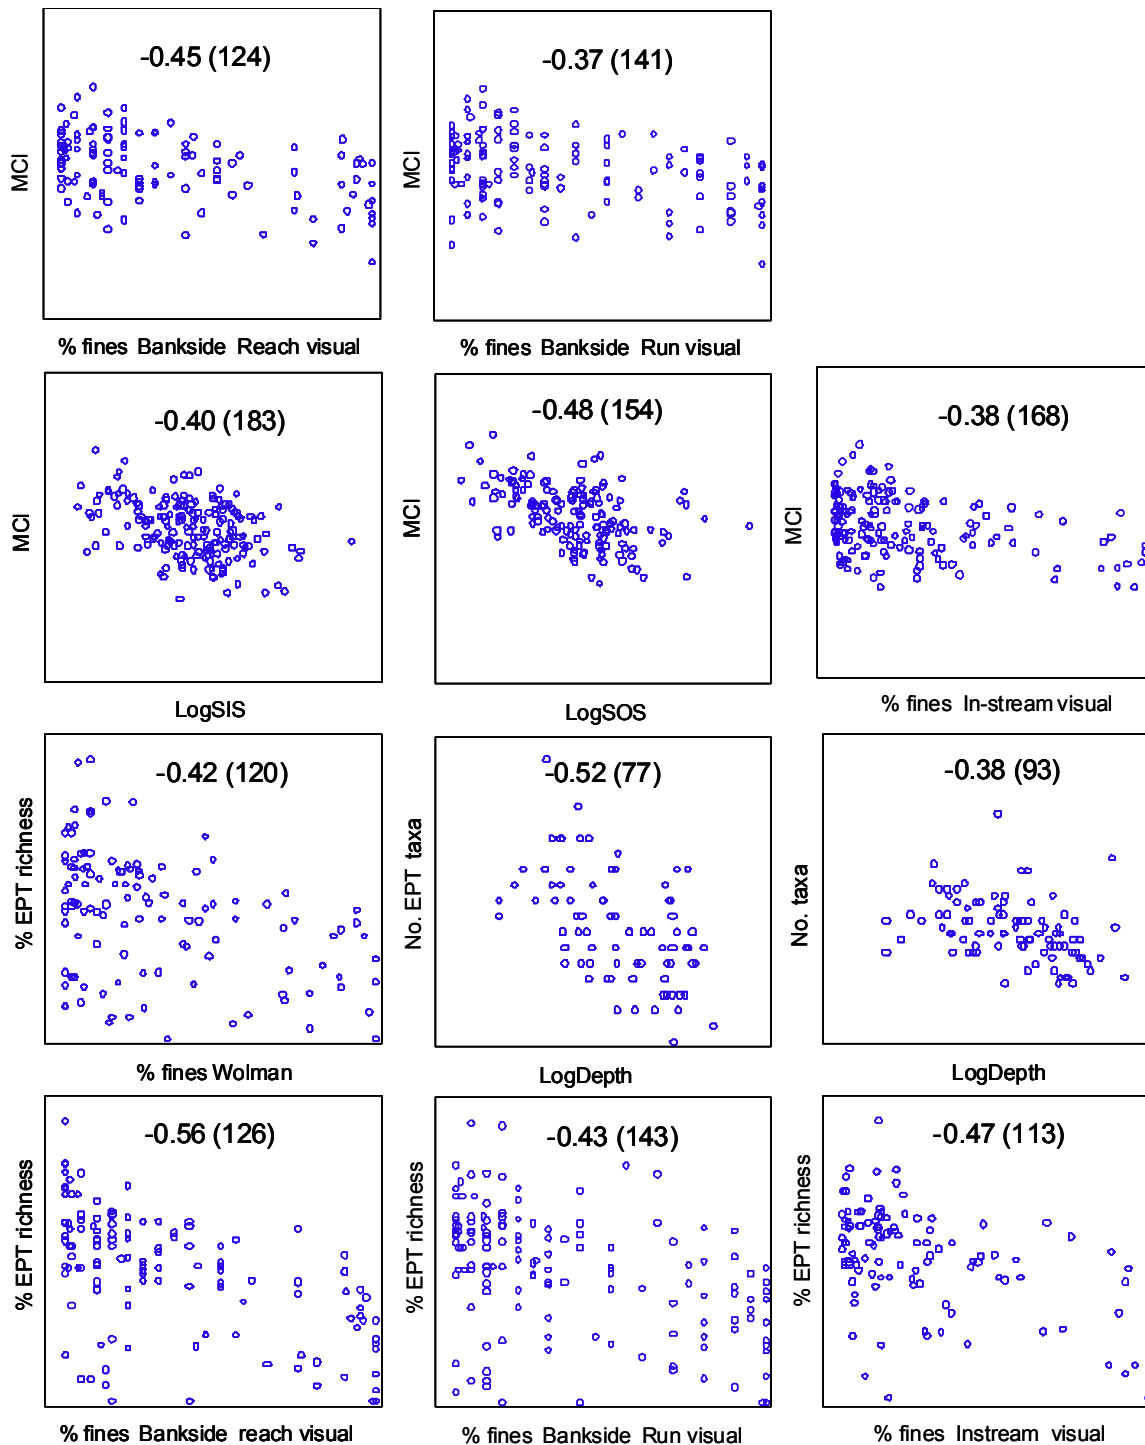 -0.45 (124)
-0.37 (141)
MCI
MCI
% fines Bankside Reach visual
% fines Bankside Run visual
-0.40 (183)
-0.48 (154)
-0.38 (168)
MCI
MCI
MCI
LogSIS
LogSOS
% fines In-stream visual
-0.42 (120)
-0.52 (77)
-0.38 (93)
% EPT richness
No. EPT taxa
No. taxa
% fines Wolman
LogDepth
LogDepth
-0.56 (126)
-0.43 (143)
-0.47 (113)
% EPT richness
% EPT richness
% EPT richness
% fines Bankside reach visual
% fines Bankside Run visual
% fines Instream visual